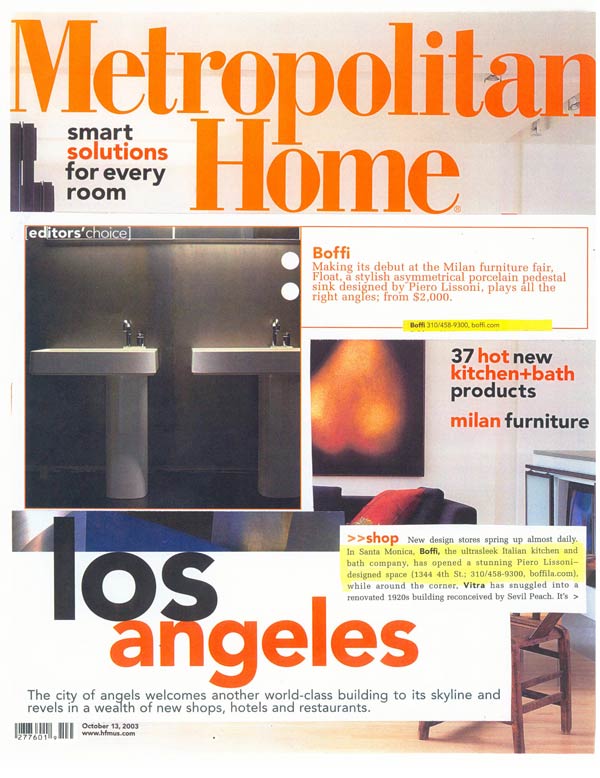 Metropolitan
Home®
smart
solutions
for every
room
[editors'choice]
Boffi
Making its debut at the Milan furniture fair,
Float, a stylish asymmetrical porcelain pedestal
sink designed by Piero Lissoni, plays all the
right angles; from $2,000.
Boffi 310/458-9300, boffi.com
37 hot new
kitchen+bath
products
milan furniture
>>shop New design stores spring up almost daily.
In Santa Monica, Boffi, the ultrasleek Italian kitchen and
bath company, has opened a stunning Piero Lissoni–
designed space (1344 4th St.; 310/458-9300, boffila.com),
while around the corner, Vitra has snuggled into a
renovated 1920s building reconceived by Sevil Peach. It's >
los
angeles
The city of angels welcomes another world-class building to its skyline and
revels in a wealth of new shops, hotels and restaurants.
October 13, 2003
www.hfmus.com
277601 9